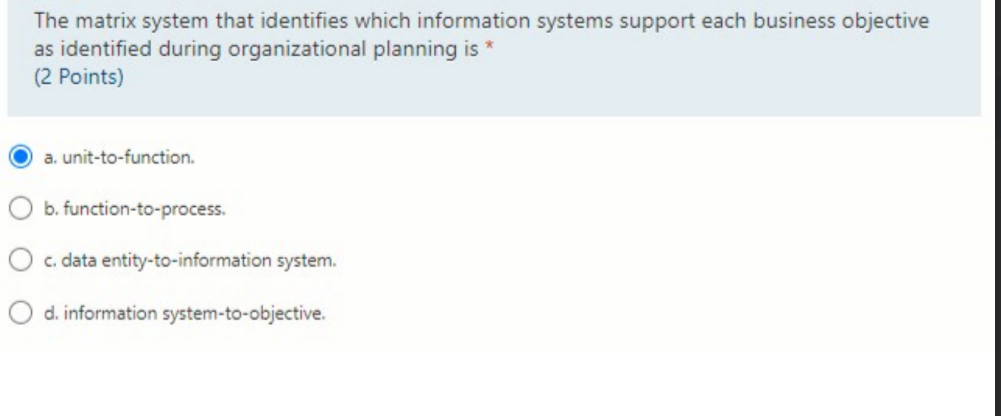 The matrix system that identifies which information systems support each business objective
as identified during organizational planning is *
(2 Points)
a. unit-to-function.
b. function-to-process.
c. data entity-to-information system.
d. information system-to-objective.